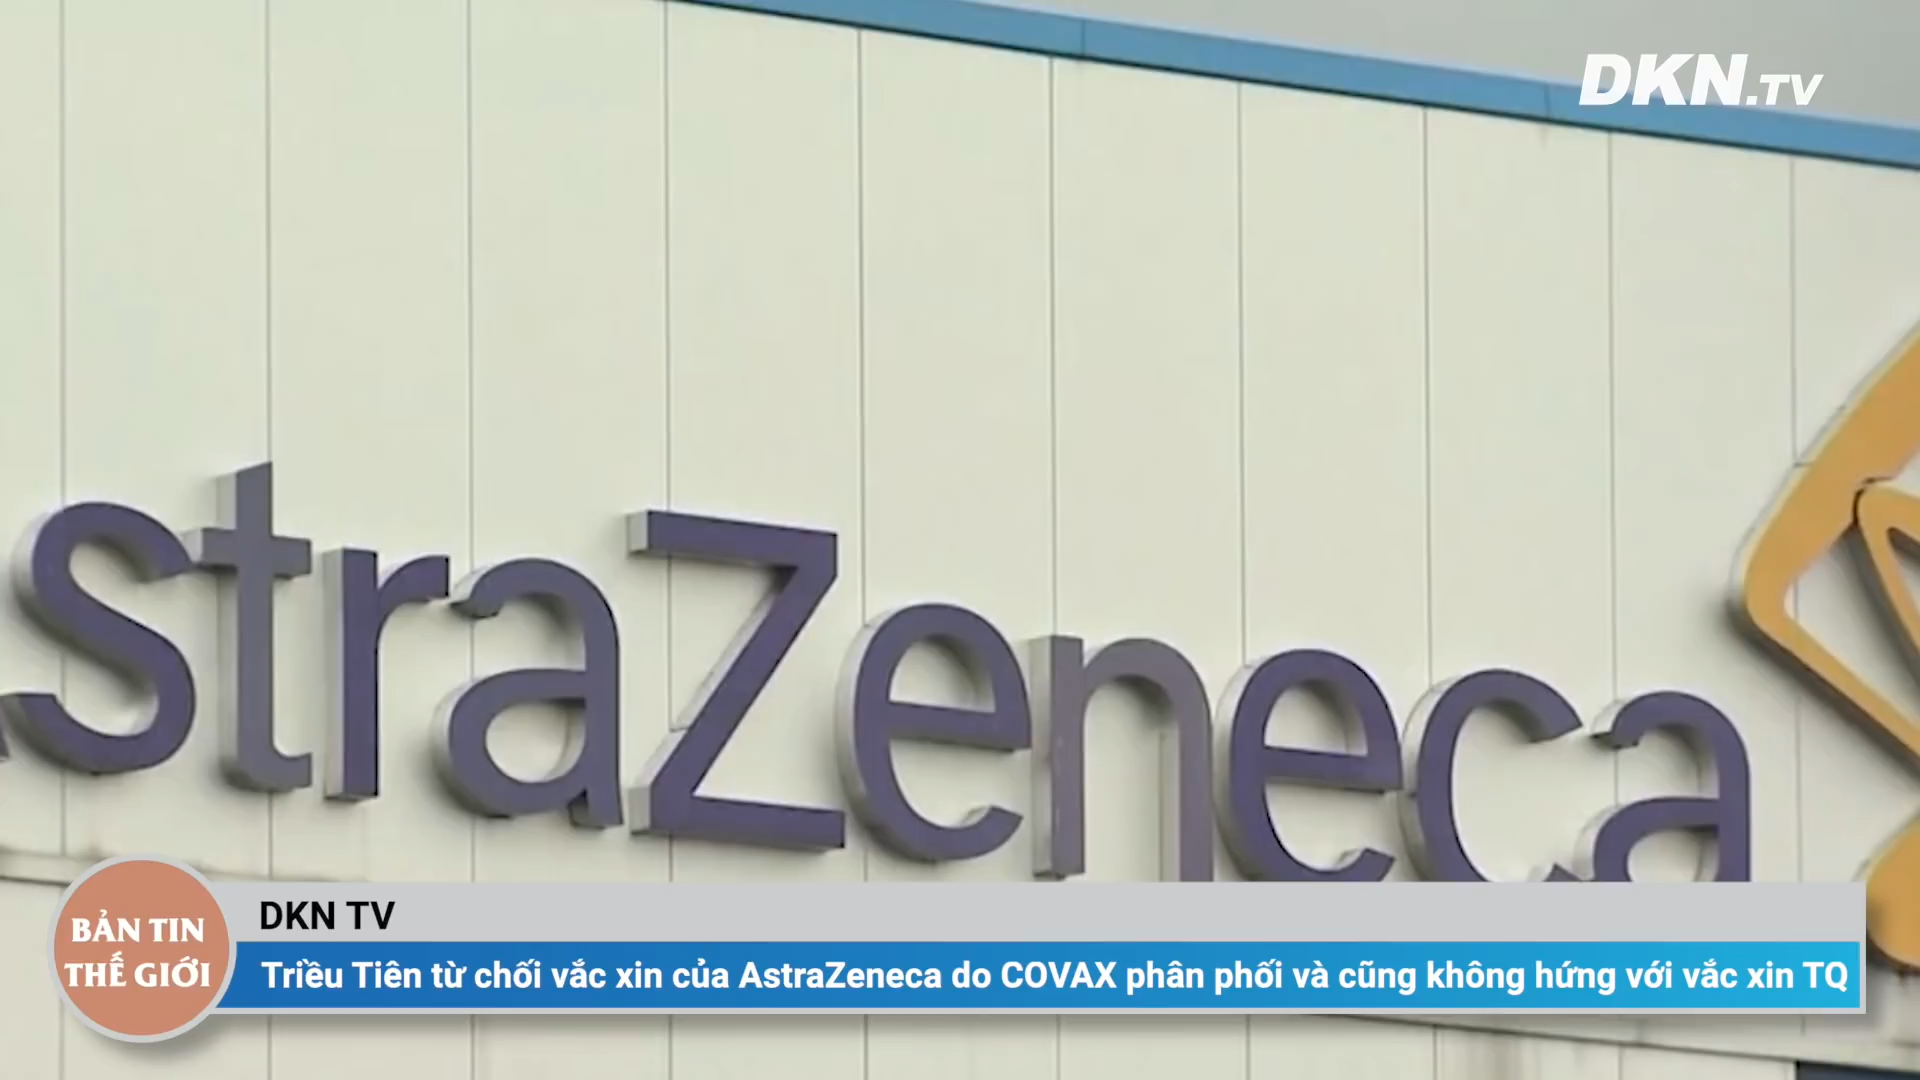 DKN.TV
straZeneca
DKN TV
BẢN TIN
THẾ GIỚI
Triều Tiên từ chối vắc xin của AstraZeneca do COVAX phân phối và cũng không hứng với vắc xin TQ